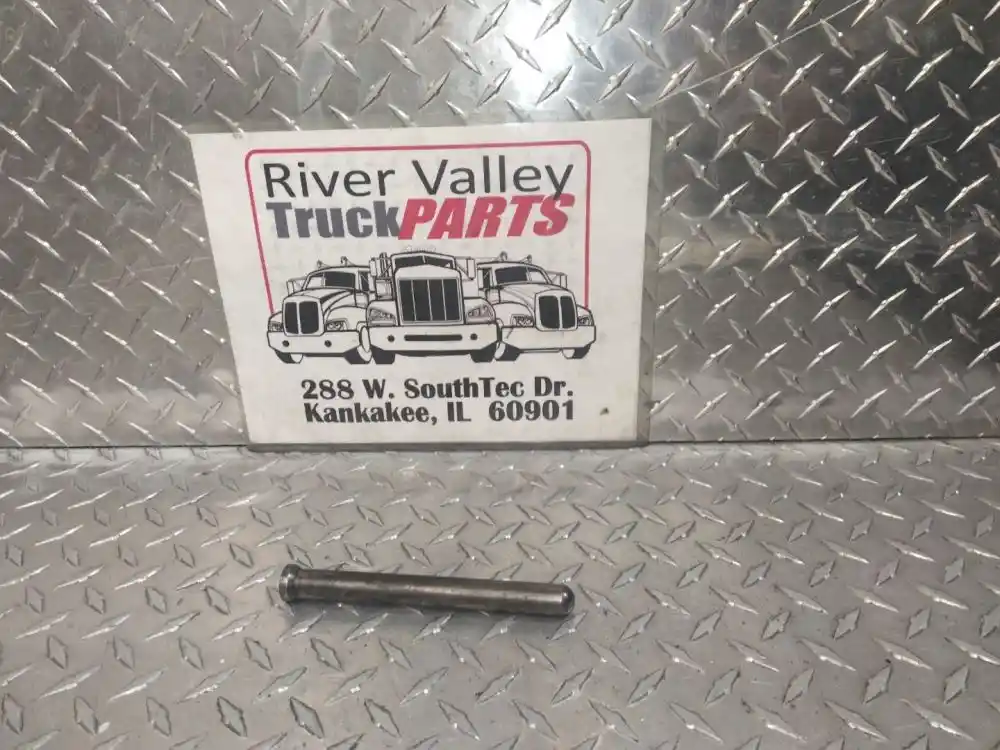 River Valley
TruckPARTS
288 W. SouthTec Dr.
Kankakee, IL 60901